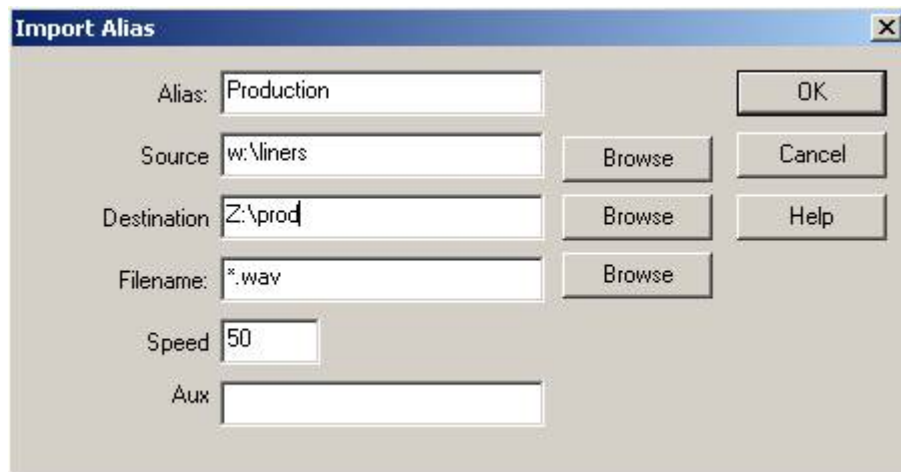 Import Alias
Alias: Production OK
Source w:\liners Browse Cancel
Destination Z:\prod Browse Help
Filename: *.wav Browse
Speed 50
Aux